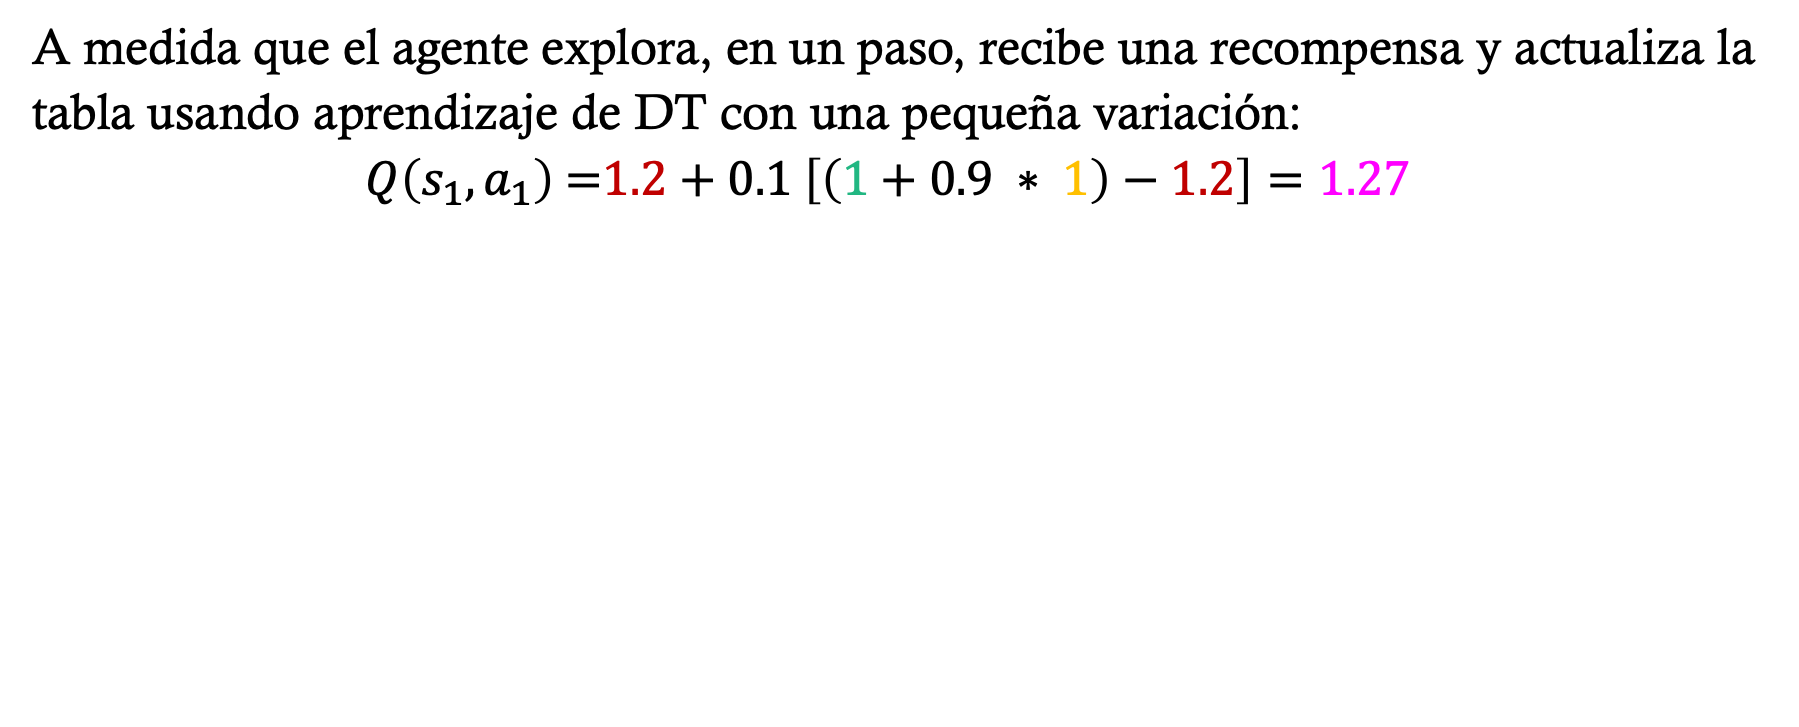 A medida que el agente explora, en un paso, recibe una recompensa y actualiza la
tabla usando aprendizaje de DT con una pequeña variación:
Q(s₁, a₁) =1.2 + 0.1 [(1 + 0.9 * 1) − 1.2] = 1.27